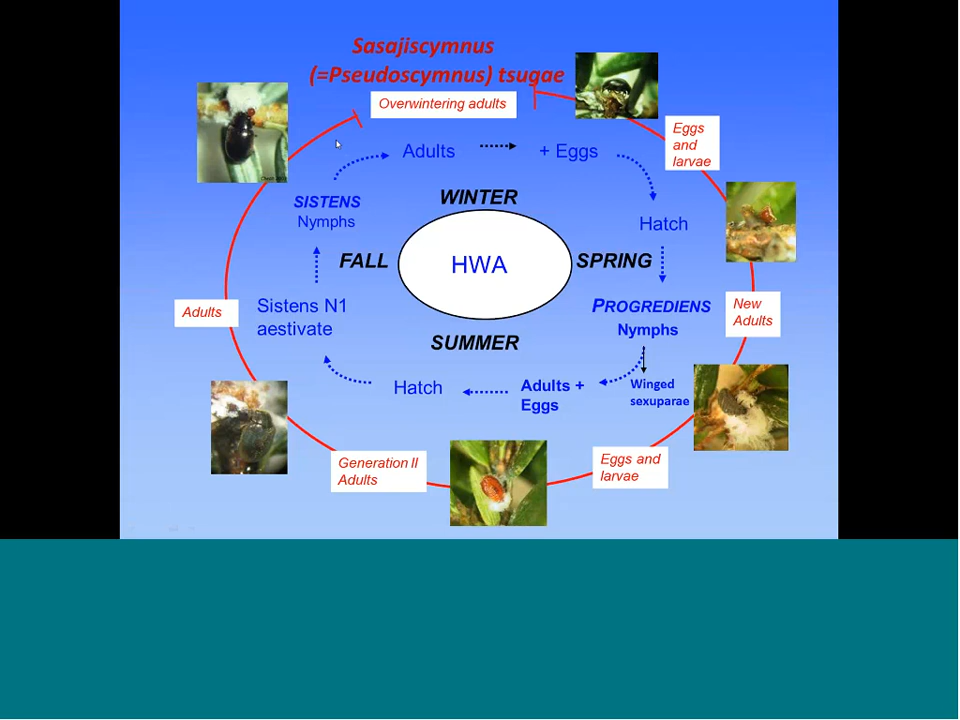 Sasajiscymnus
(=Pseudoscymnus) tsugae
Overwintering adults
Eggs
and
larvae
Adults
+ Eggs
SISTENS
Nymphs
WINTER
Hatch
FALL
HWA
SPRING
Adults
Sistens N1
aestivate
PROGREDIENS
Nymphs
New
Adults
SUMMER
Hatch
Adults +
Eggs
Winged
sexuparae
Generation II
Adults
Eggs and
larvae